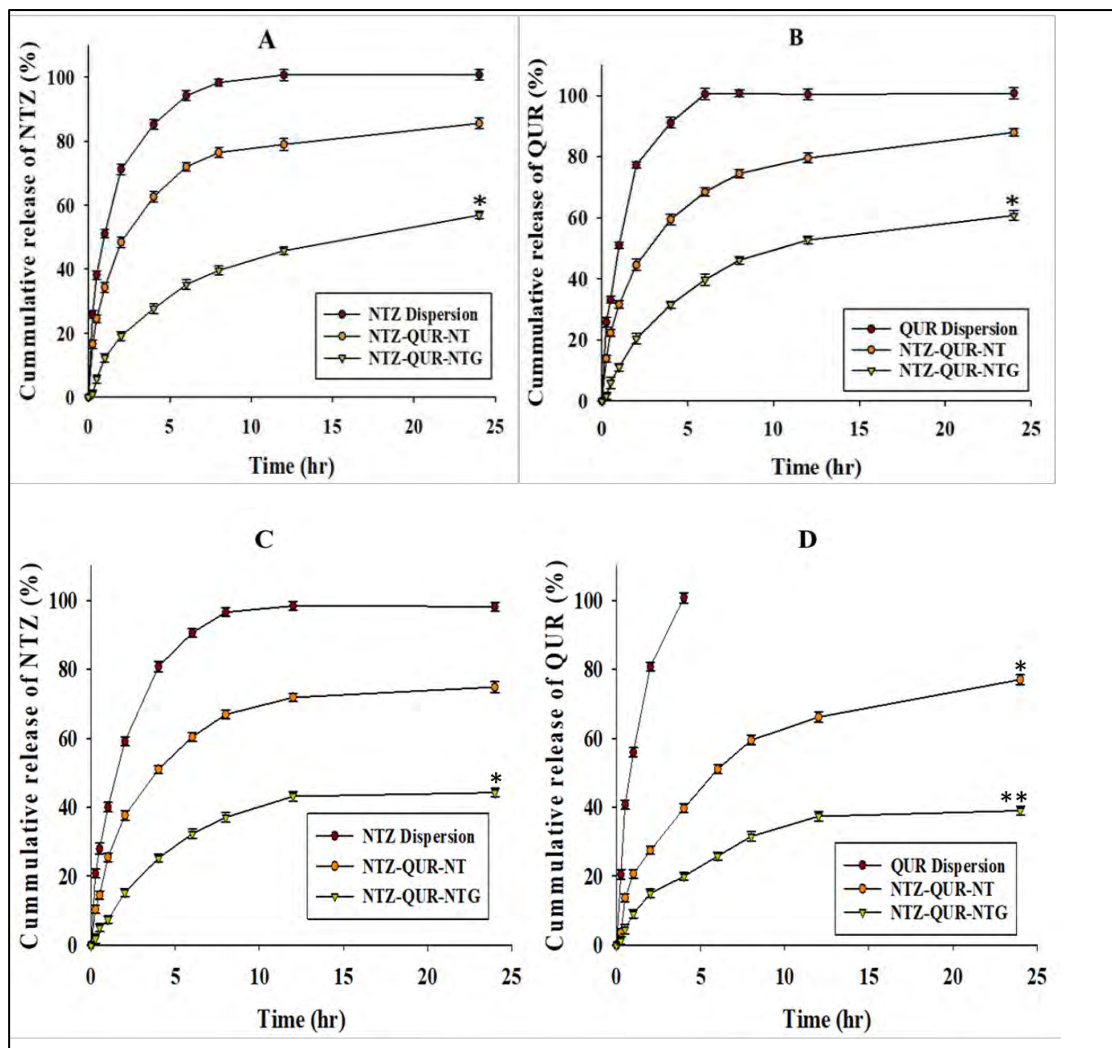 A
Cummulative release of NTZ (%)
100
80
60
40
20
0
*
NTZ Dispersion
NTZ-QUR-NT
NTZ-QUR-NTG
0 5 10 15 20 25
Time (hr)
B
Cummulative release of QUR (%)
100
80
60
40
20
0
*
QUR Dispersion
NTZ-QUR-NT
NTZ-QUR-NTG
0 5 10 15 20 25
Time (hr)
C
Cummulative release of NTZ (%)
100
80
60
40
20
0
*
NTZ Dispersion
NTZ-QUR-NT
NTZ-QUR-NTG
0 5 10 15 20 25
Time (hr)
D
Cummulative release of QUR (%)
100
80
60
40
20
0
*
**
QUR Dispersion
NTZ-QUR-NT
NTZ-QUR-NTG
0 5 10 15 20 25
Time (hr)